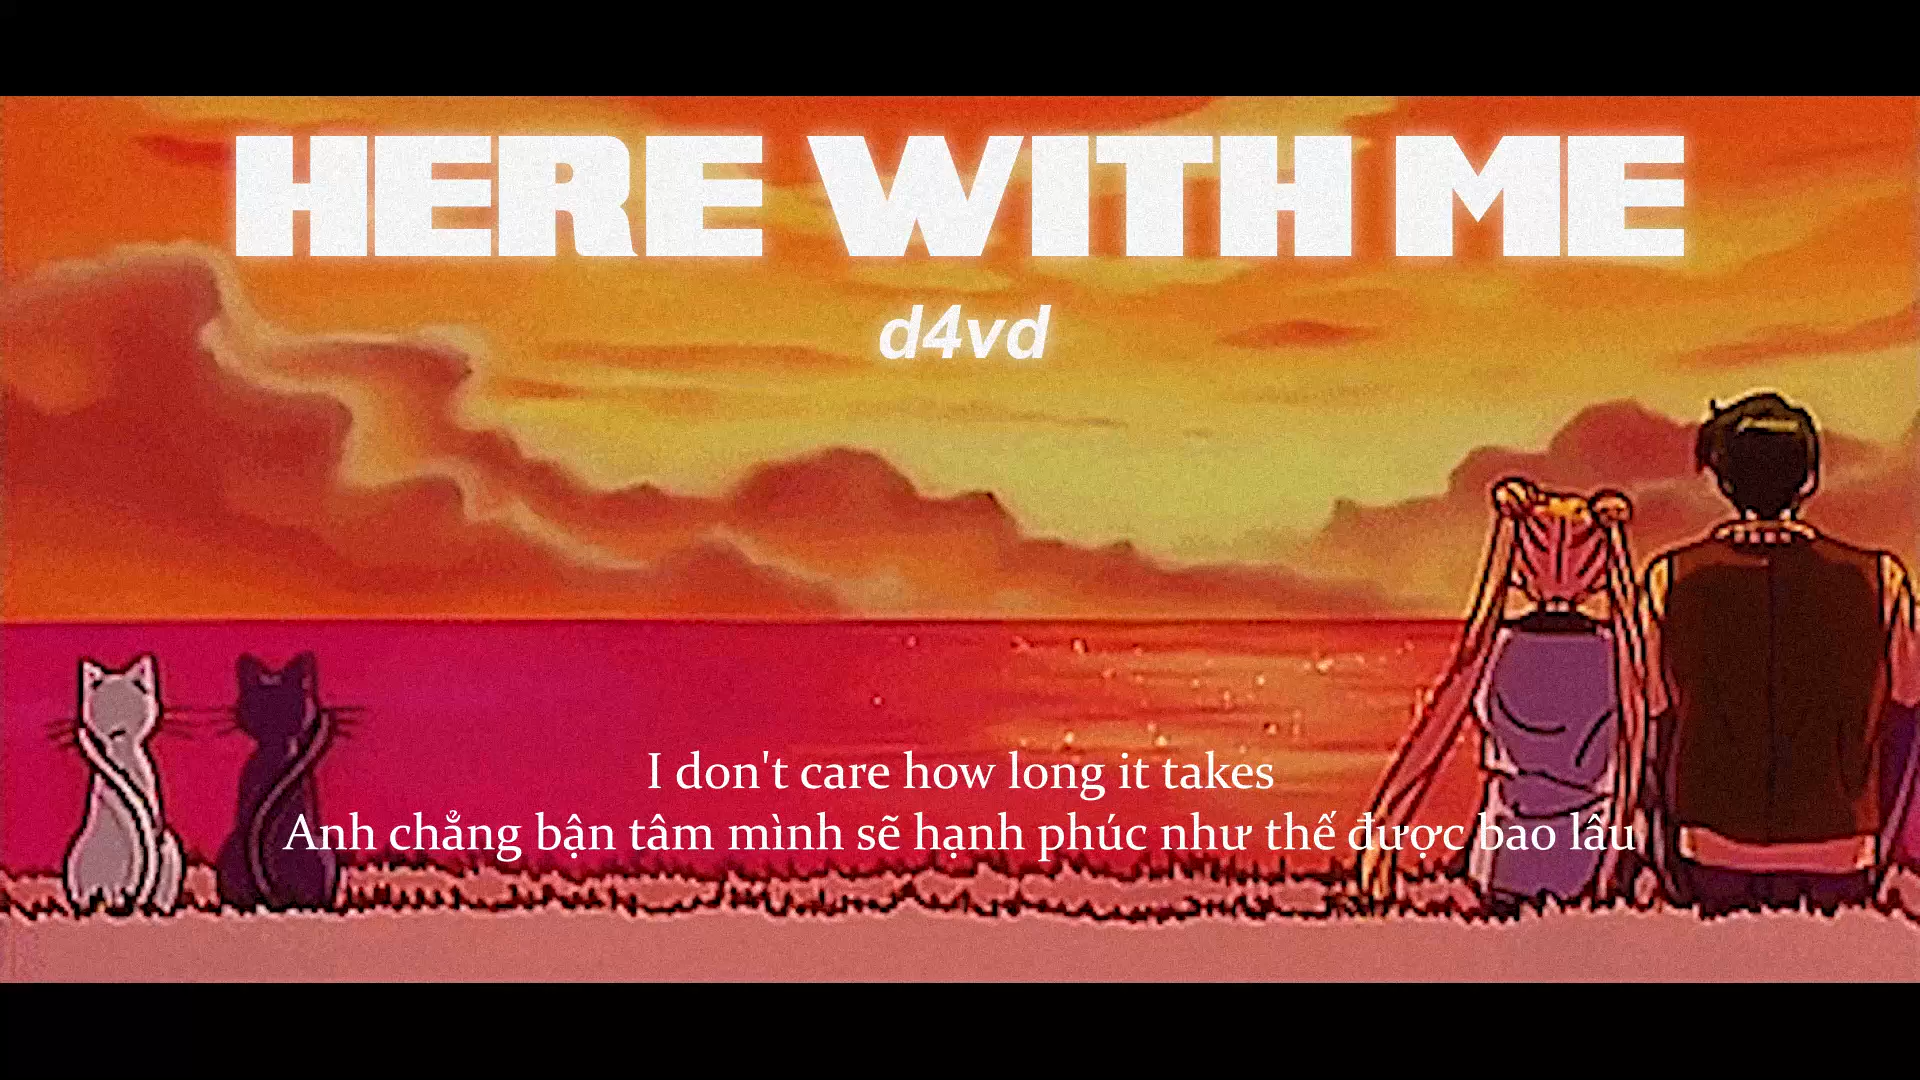 HERE WITH ME
d4vd
I don't care how long it takes
Anh chẳng bận tâm mình sẽ hạnh phúc như thế được bao lâu